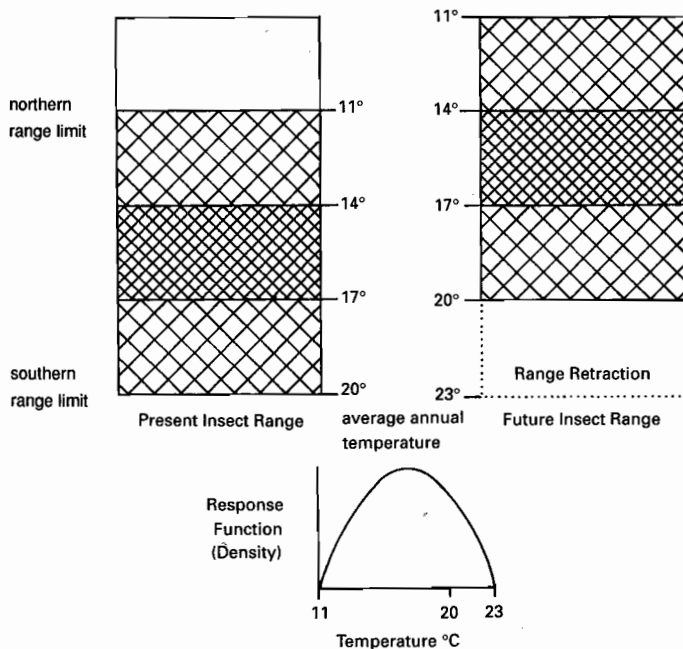 northern
range limit
southern
range limit
11°
14°
17°
20°
Present Insect Range
average annual
temperature
11°
14°
17°
20°
23°
Range Retraction
Future Insect Range
Response
Function
(Density)
11
20
23
Temperature °C